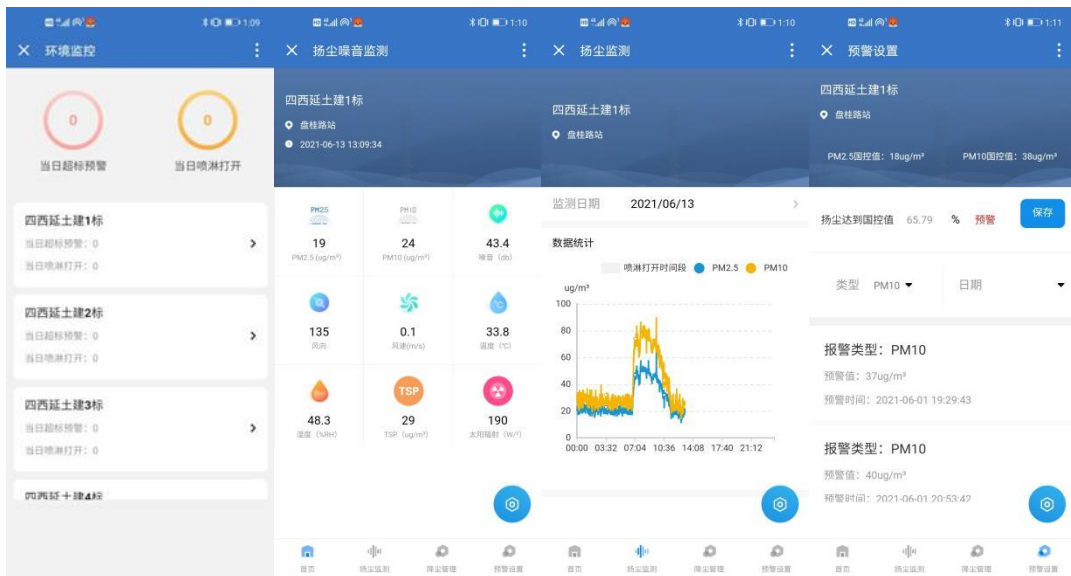 1:09
环境监控
0
当日超标预警
0
当日喷淋打开
四西延土建1标
当日超标预警：0
当日喷淋打开：0
四西延土建2标
当日超标预警：0
当日喷淋打开：0
四西延土建3标
当日超标预警：0
当日喷淋打开：0
四西延土建4标
1:10
扬尘噪音监测
四西延土建1标
盘桂路站
2021-06-13 13:09:34
PM25
PM10
19
24
43.4
PM2.5 (ug/m³)
PM10 (ug/m³)
噪音 (db)
135
0.1
33.8
风向
风速(m/s)
温度 (℃)
TSP
48.3
29
190
湿度 (%RH)
TSP (ug/m³)
太阳辐射 (W/²)
首页
扬尘监测
降尘管理
预警设置
1:10
扬尘监测
四西延土建1标
盘桂路站
监测日期 2021/06/13
数据统计
喷淋打开时间段 PM2.5 PM10
ug/m³
100
80
60
40
20
0
00:00 03:32 07:04 10:36 14:08 17:40 21:12
首页
扬尘监测
降尘管理
预警设置
1:11
预警设置
四西延土建1标
盘桂路站
PM2.5国控值：18ug/m³ PM10国控值：38ug/m³
扬尘达到国控值 65.79 % 预警 保存
类型 PM10 日期
报警类型：PM10
预警值：37ug/m³
预警时间：2021-06-01 19:29:43
报警类型：PM10
预警值：40ug/m³
预警时间：2021-06-01 20:53:42
首页
扬尘监测
降尘管理
预警设置